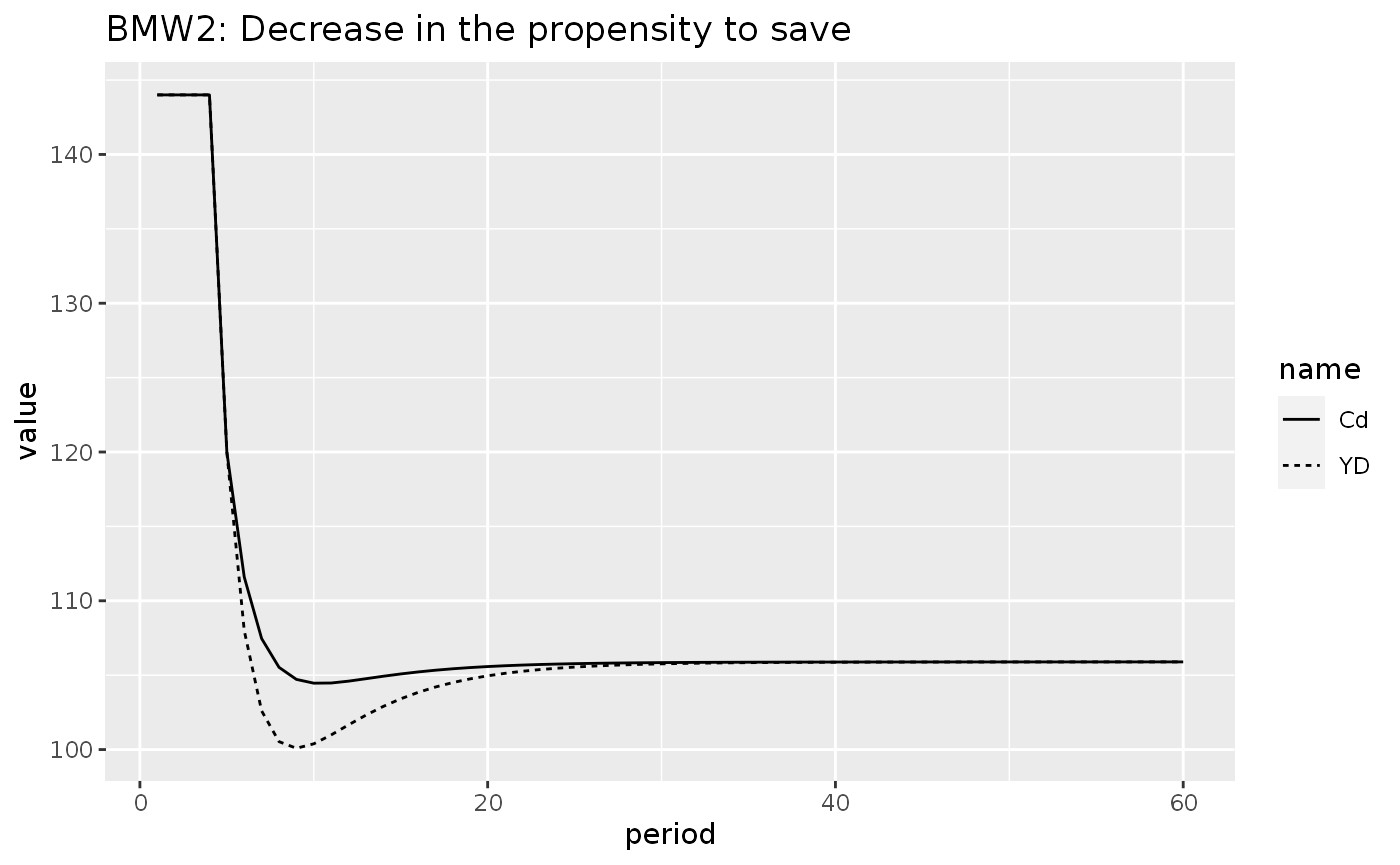 BMW2: Decrease in the propensity to save
140
130
120
110
100
value
0 20 40 60
period
name
Cd
YD